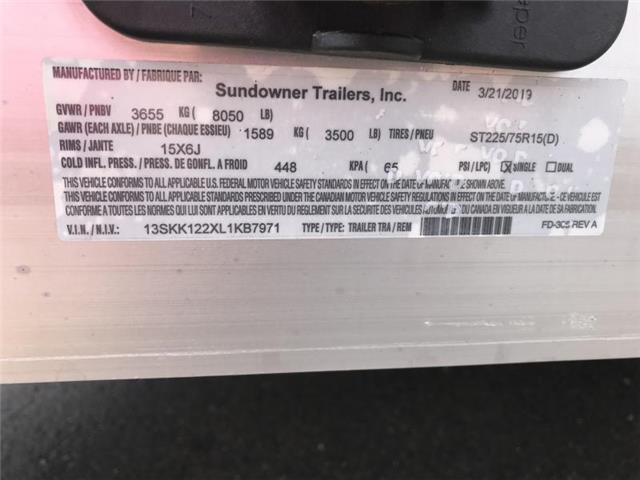 7
eper
MANUFACTURED BY / FABRIQUE PAR: Sundowner Trailers, Inc. DATE 3/21/2019
GVWR / PNBV 3655 KG ( 8050 LB)
GAWR (EACH AXLE) / PNBE (CHAQUE ESSIEU) 1589 KG ( 3500 LB) TIRES / PNEU ST225/75R15(D)
RIMS / JANTE 15X6J
COLD INFL. PRESS. / PRESS. DE GONFL. A FROID 448 KPA ( 65 PSI / LPC) X SINGLE DUAL
THIS VEHICLE CONFORMS TO ALL APPLICABLE U.S. FEDERAL MOTOR VEHICLE SAFETY STANDARDS IN EFFECT ON DATE OF MANUFACTURE SHOWN ABOVE.
THIS VEHICLE CONFORMS TO ALL APPLICABLE STANDARDS PRESCRIBED UNDER THE CANADIAN MOTOR VEHICLE SAFETY REGULATIONS IN EFFECT ON THE DATE OF MANUFACTURE - CE VEHICULE EST
CONFORME A TOUTES LES NORMES QUI LUI SONT APPLICABLES EN VERTU DU REGLEMENT SUR LA SECURITE DES VEHICULES AUTOMOBILES DU CANADA EN VIGUEUR A LA DATE DE SA FABRICATION.
V.I.N. / N.I.V.: 13SKK122XL1KB7971 TYPE / TYPE: TRAILER TRA / REM FD-305 REV A
VOID
VOID